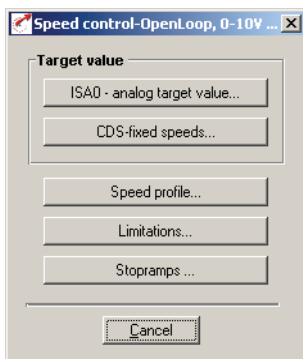 Speed control-OpenLoop, 0-10V ...
Target value
ISA0 - analog target value...
CDS-fixed speeds...
Speed profile...
Limitations...
Stopramps ...
Cancel